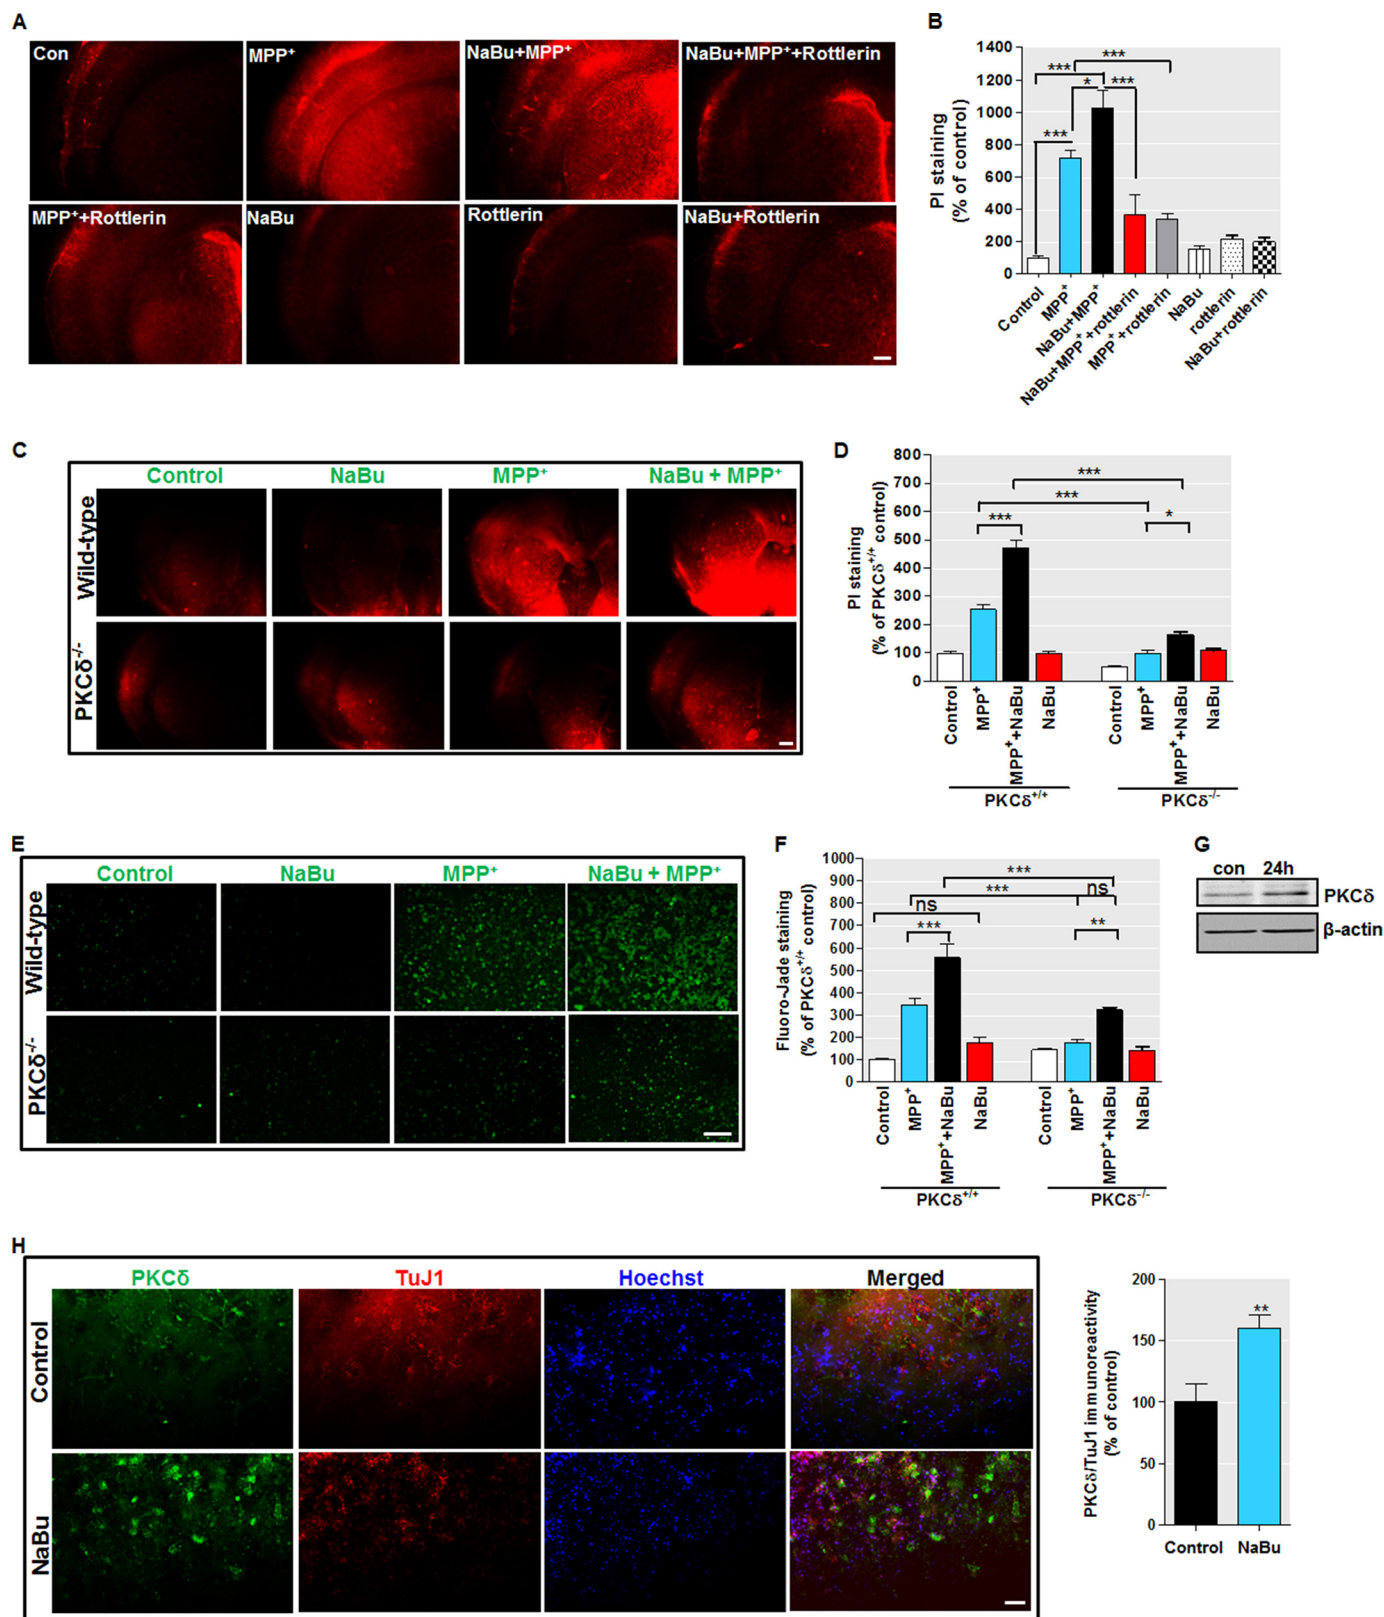 A
Con
MPP⁺
NaBu+MPP⁺
NaBu+MPP⁺+Rottlerin
MPP⁺+Rottlerin
NaBu
Rottlerin
NaBu+Rottlerin
B
PI staining
(% of control)
1400
1200
1000
800
600
400
200
0
***
***
*
***
***
Control
MPP⁺
NaBu+MPP⁺
NaBu+MPP⁺+rottlerin
MPP⁺+rottlerin
NaBu
rottlerin
NaBu+rottlerin
C
Control
NaBu
MPP⁺
NaBu + MPP⁺
Wild-type
PKCδ⁻/⁻
D
PI staining
(% of PKCδ⁺/⁺ control)
800
700
600
500
400
300
200
100
0
***
***
***
*
Control
MPP⁺
MPP⁺+NaBu
NaBu
Control
MPP⁺
MPP⁺+NaBu
NaBu
PKCδ⁺/⁺
PKCδ⁻/⁻
E
Control
NaBu
MPP⁺
NaBu + MPP⁺
Wild-type
PKCδ⁻/⁻
F
Fluoro-Jade staining
(% of PKCδ⁺/⁺ control)
1000
900
800
700
600
500
400
300
200
100
0
***
***
ns
ns
***
**
Control
MPP⁺
MPP⁺+NaBu
NaBu
Control
MPP⁺
MPP⁺+NaBu
NaBu
PKCδ⁺/⁺
PKCδ⁻/⁻
G
con 24h
PKCδ
β-actin
H
PKCδ
TuJ1
Hoechst
Merged
Control
NaBu
PKCδ/TuJ1 immunoreactivity
(% of control)
200
150
100
50
0
**
Control
NaBu